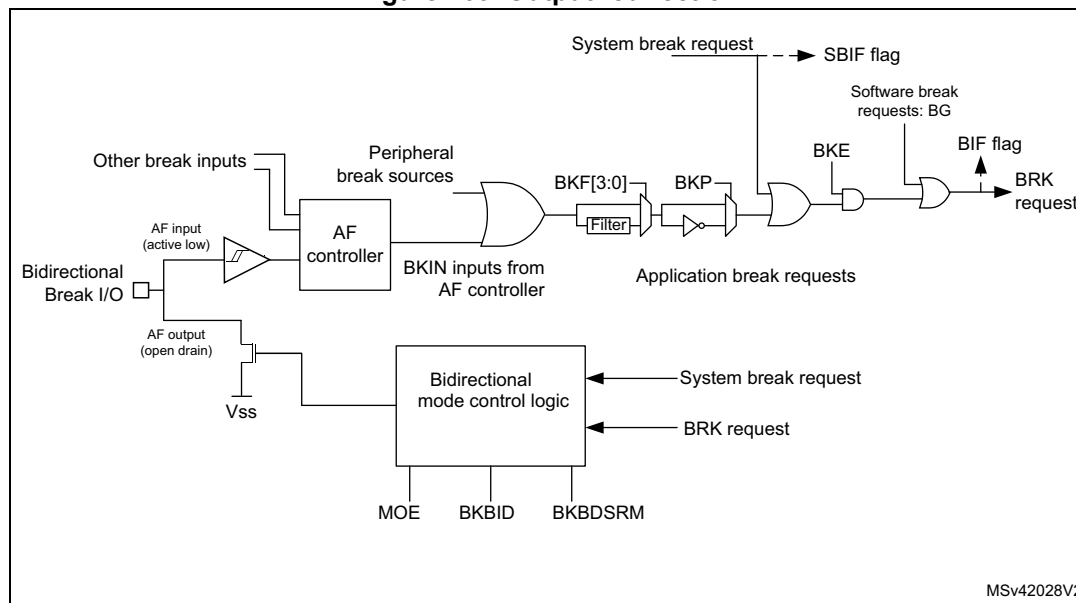 System break request
SBIF flag
Software break
requests: BG
BIF flag
BRK
request
BKE
Peripheral
break sources
BKF[3:0]
BKP
Other break inputs
Filter
AF
controller
AF input
(active low)
BKIN inputs from
AF controller
Application break requests
Bidirectional
Break I/O
AF output
(open drain)
Vss
Bidirectional
mode control logic
System break request
BRK request
MOE
BKBID
BKBDSRM
MSv42028V2